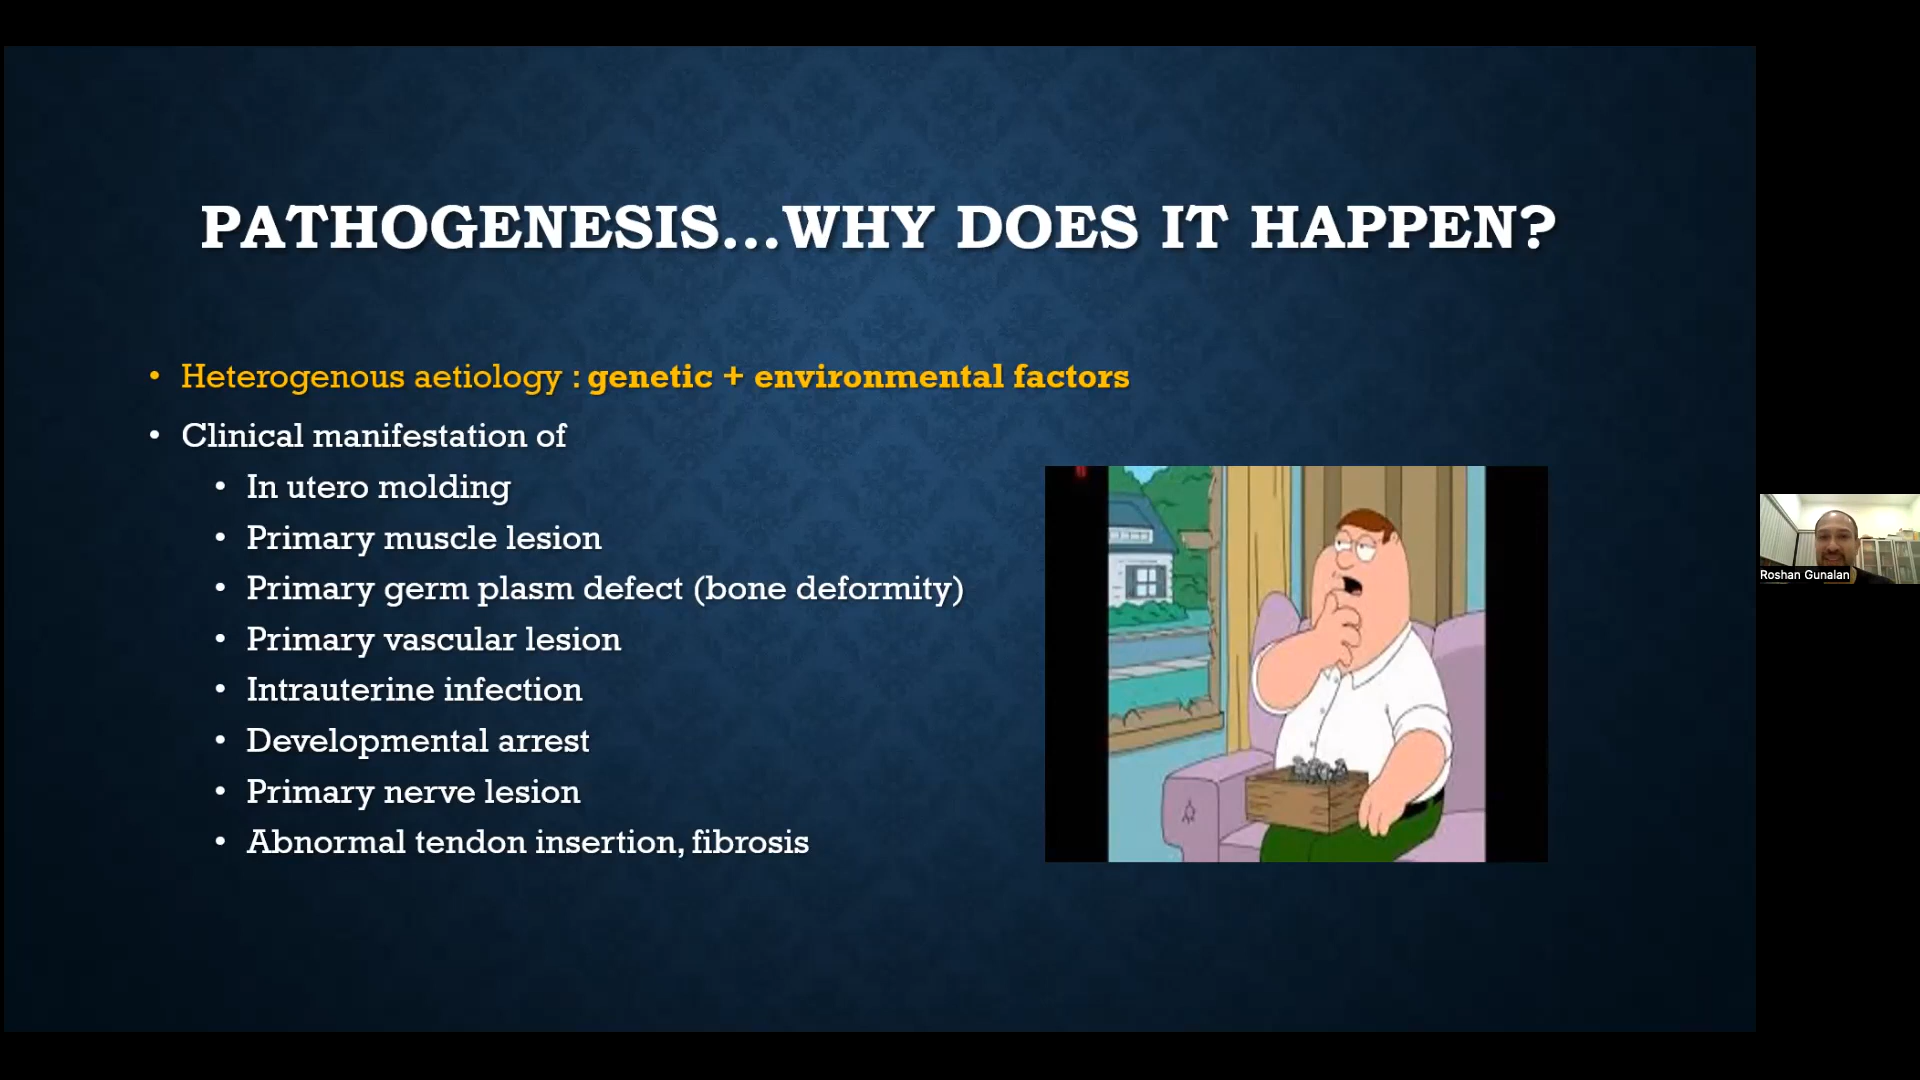 PATHOGENESIS...WHY DOES IT HAPPEN?
• Heterogenous aetiology : genetic + environmental factors
• Clinical manifestation of
• In utero molding
• Primary muscle lesion
• Primary germ plasm defect (bone deformity)
• Primary vascular lesion
• Intrauterine infection
• Developmental arrest
• Primary nerve lesion
• Abnormal tendon insertion, fibrosis
Roshan Gunalan